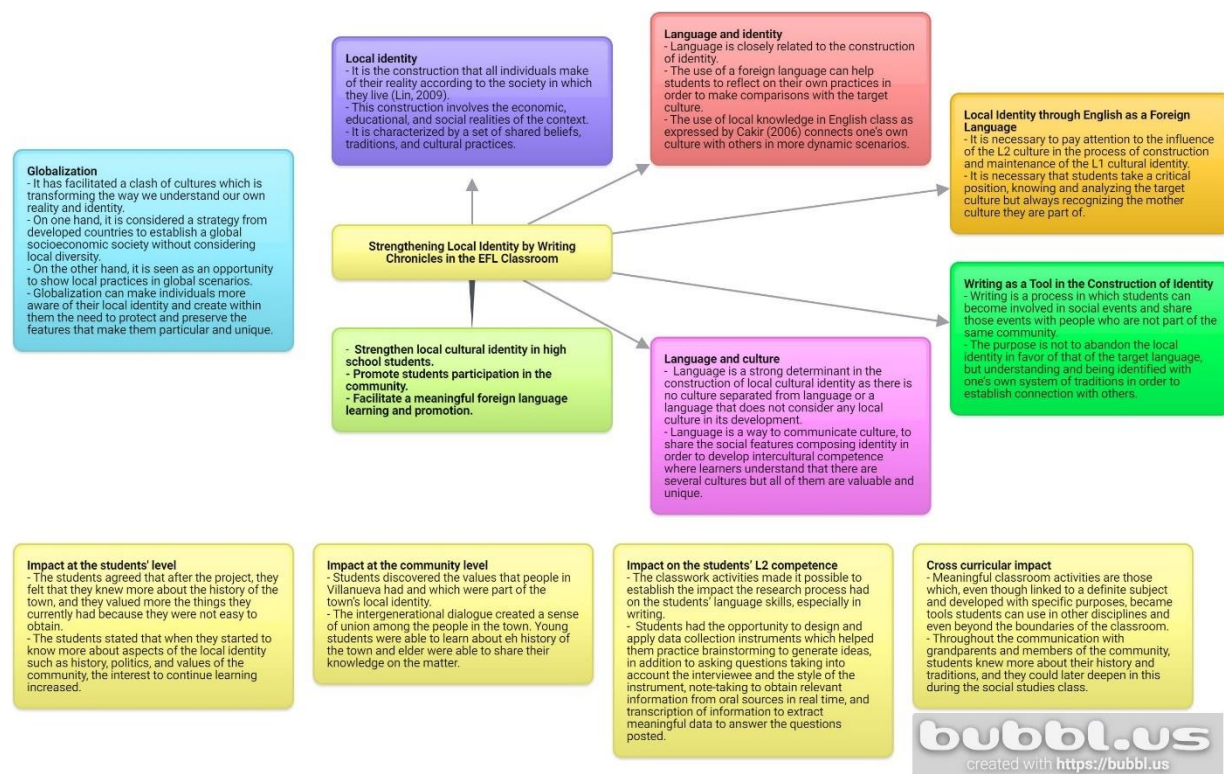 Local identity
- It is the construction that all individuals make
of their reality according to the society in which
they live (Lin, 2009).
- This construction involves the economic,
educational, and social realities of the context.
- It is characterized by a set of shared beliefs,
traditions, and cultural practices.
Language and identity
- Language is closely related to the construction
of identity.
- The use of a foreign language can help
students to reflect on their own practices in
order to make comparisons with the target
culture.
- The use of local knowledge in English class as
expressed by Cakir (2006) connects one's own
culture with others in more dynamic scenarios.
Local Identity through English as a Foreign
Language
- It is necessary to pay attention to the influence
of the L2 culture in the process of construction
and maintenance of the L1 cultural identity.
- It is necessary that students take a critical
position, knowing and analyzing the target
culture but always recognizing the mother
culture they are part of.
Globalization
- It has facilitated a clash of cultures which is
transforming the way we understand our own
reality and identity.
- On one hand, it is considered a strategy from
developed countries to establish a global
socioeconomic society without considering
local diversity.
- On the other hand, it is seen as an opportunity
to show local practices in global scenarios.
- Globalization can make individuals more
aware of their local identity and create within
them the need to protect and preserve the
features that make them particular and unique.
Strengthening Local Identity by Writing
Chronicles in the EFL Classroom
Writing as a Tool in the Construction of Identity
- Writing is a process in which students can
become involved in social events and share
those events with people who are not part of the
same community.
- The purpose is not to abandon the local
identity in favor of that of the target language,
but understanding and being identified with
one's own system of traditions in order to
establish connection with others.
- Strengthen local cultural identity in high
school students.
- Promote students participation in the
community.
- Facilitate a meaningful foreign language
learning and promotion.
Language and culture
- Language is a strong determinant in the
construction of local cultural identity as there is
no culture separated from language or a
language that does not consider any local
culture in its development.
- Language is a way to communicate culture, to
share the social features composing identity in
order to develop intercultural competence
where learners understand that there are
several cultures but all of them are valuable and
unique.
Impact at the students' level
- The students agreed that after the project, they
felt that they knew more about the history of the
town, and they valued more the things they
currently had because they were not easy to
obtain.
- The students stated that when they started to
know more about aspects of the local identity
such as history, politics, and values of the
community, the interest to continue learning
increased.
Impact at the community level
- Students discovered the values that people in
Villanueva had and which were part of the
town's local identity.
- The intergenerational dialogue created a sense
of union among the people in the town. Young
students were able to learn about eh history of
the town and elder were able to share their
knowledge on the matter.
Impact on the students' L2 competence
- The classwork activities made it possible to
establish the impact the research process had
on the students' language skills, especially in
writing.
- Students had the opportunity to design and
apply data collection instruments which helped
them practice brainstorming to generate ideas,
in addition to asking questions taking into
account the interviewee and the style of the
instrument, note-taking to obtain relevant
information from oral sources in real time, and
transcription of information to extract
meaningful data to answer the questions
posted.
Cross curricular impact
- Meaningful classroom activities are those
which, even though linked to a definite subject
and developed with specific purposes, became
tools students can use in other disciplines and
even beyond the boundaries of the classroom.
- Throughout the communication with
grandparents and members of the community,
students knew more about their history and
traditions, and they could later deepen in this
during the social studies class.
bubbl.us
created with https://bubbl.us